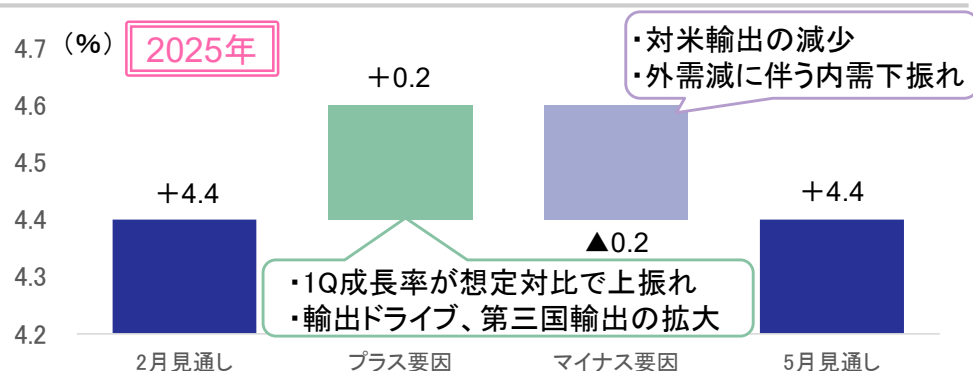 (%)
2025年
4.7
4.6
4.5
4.4
4.3
4.2
+4.4
+0.2
▲0.2
+4.4
・対米輸出の減少
・外需減に伴う内需下振れ
・1Q成長率が想定対比で上振れ
・輸出ドライブ、第三国輸出の拡大
2月見通し
プラス要因
マイナス要因
5月見通し